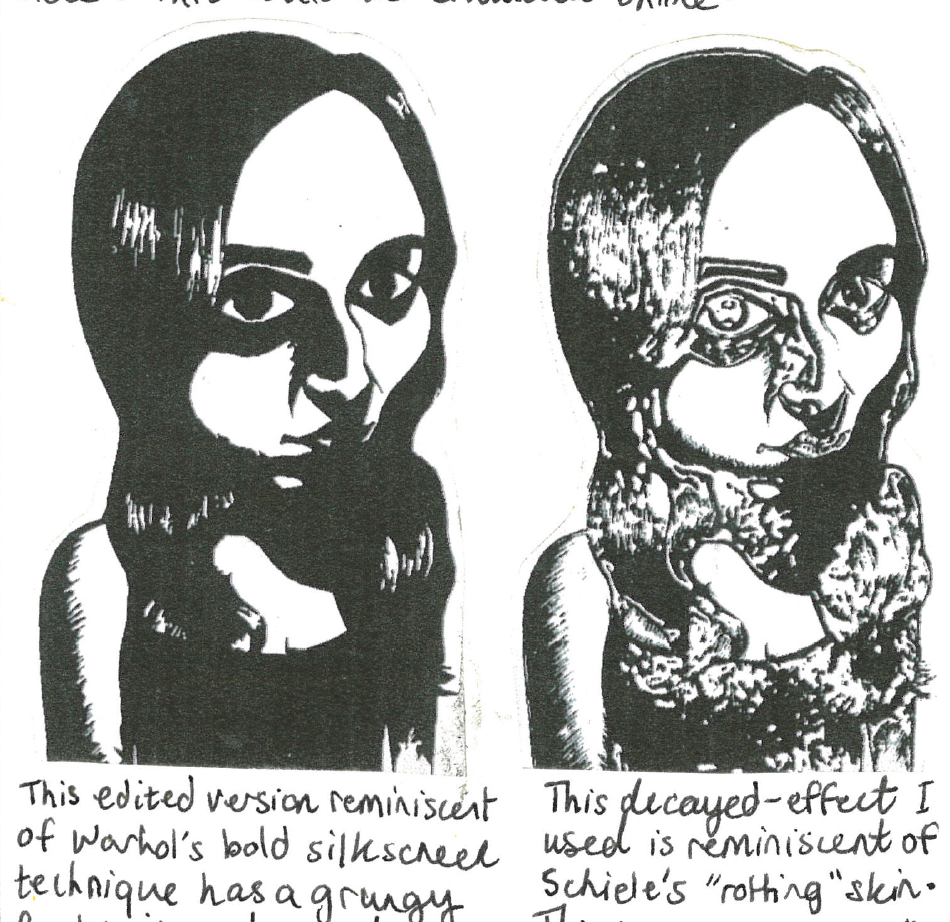 This edited version reminiscent
of Warhol's bold silkscreen
technique has a grungy
This decayed-effect I
used is reminiscent of
Schiele's "rotting" skin.